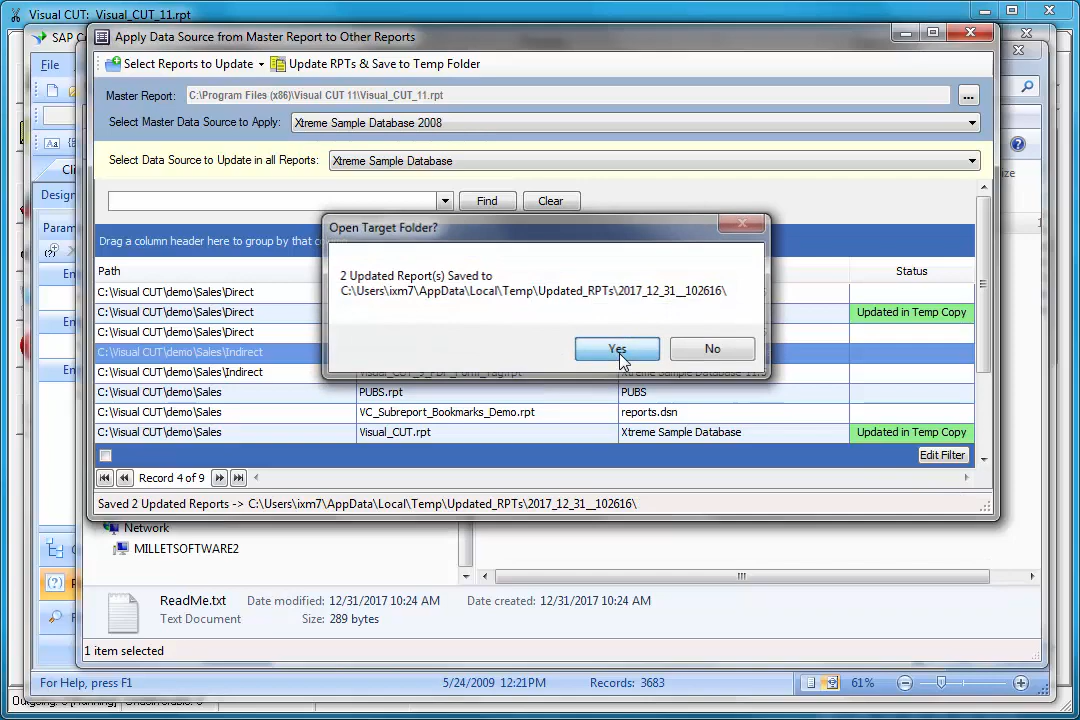 Visual CUT: Visual_CUT_11.rpt
SAP C
Apply Data Source from Master Report to Other Reports
File
Select Reports to Update
Update RPTs & Save to Temp Folder
Master Report:
C:\Program Files (x86)\Visual CUT 11\Visual_CUT_11.rpt
...
Select Master Data Source to Apply:
Xtreme Sample Database 2008
Aa
Select Data Source to Update in all Reports:
Xtreme Sample Database
Cli
ize
Desig
Find
Clear
Param
Open Target Folder?
Drag a column header here to group by that c
Path
Status
2 Updated Report(s) Saved to
C:\Users\ixm7\AppData\Local\Temp\Updated_RPTs\2017_12_31__102616\
En
C:\Visual CUT\demo\Sales\Direct
C:\Visual CUT\demo\Sales\Direct
Updated in Temp Copy
En
C:\Visual CUT\demo\Sales\Direct
C:\Visual CUT\demo\Sales\Indirect
Yes
No
En
C:\Visual CUT\demo\Sales\Indirect
C:\Visual CUT\demo\Sales
PUBS.rpt
PUBS
C:\Visual CUT\demo\Sales
VC_Subreport_Bookmarks_Demo.rpt
reports.dsn
C:\Visual CUT\demo\Sales
Visual_CUT.rpt
Xtreme Sample Database
Updated in Temp Copy
Edit Filter
Record 4 of 9
Saved 2 Updated Reports -> C:\Users\ixm7\AppData\Local\Temp\Updated_RPTs\2017_12_31__102616\
Network
MILLETSOFTWARE2
ReadMe.txt
Date modified: 12/31/2017 10:24 AM
Date created: 12/31/2017 10:24 AM
Text Document
Size: 289 bytes
1 item selected
For Help, press F1
5/24/2009 12:21PM
Records: 3683
61%